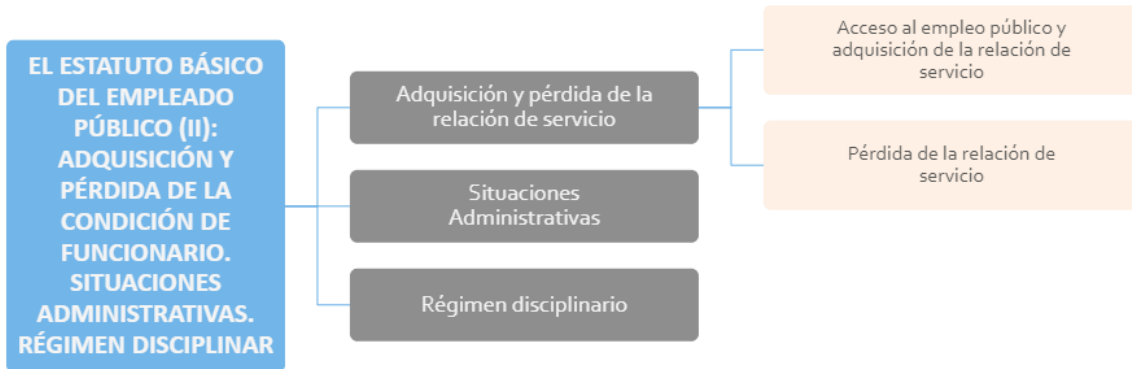 EL ESTATUTO BÁSICO
DEL EMPLEADO
PÚBLICO (II):
ADQUISICIÓN Y
PÉRDIDA DE LA
CONDICIÓN DE
FUNCIONARIO.
SITUACIONES
ADMINISTRATIVAS.
RÉGIMEN DISCIPLINAR
Adquisición y pérdida de la
relación de servicio
Acceso al empleo público y
adquisición de la relación de
servicio
Pérdida de la relación de
servicio
Situaciones
Administrativas
Régimen disciplinario